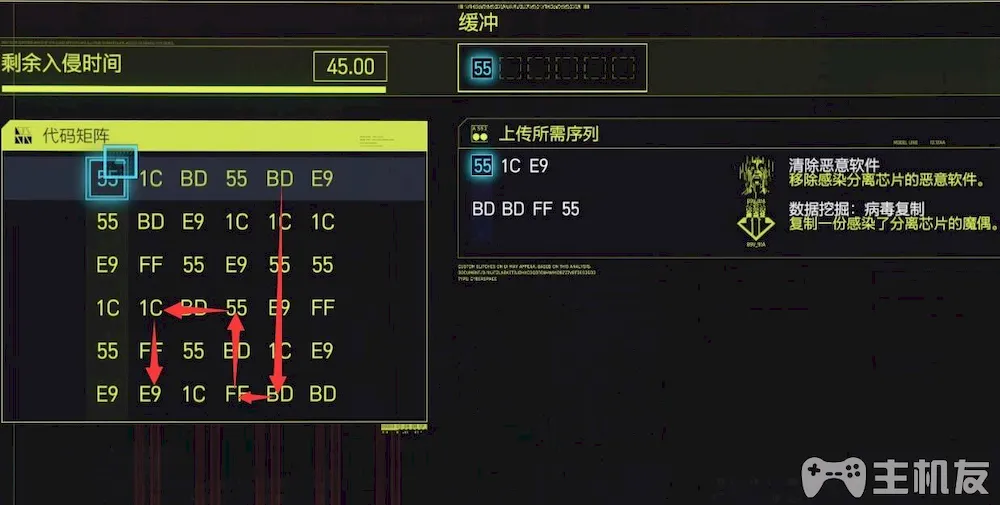 缓冲
剩余入侵时间
45.00
55
代码矩阵
上传所需序列
55 1C BD 55 BD E9
55 BD E9 1C 1C 1C
E9 FF 55 E9 55 55
1C 1C BD 55 E9 FF
55 FF 55 BD 1C E9
E9 E9 1C FF BD BD
55 1C E9
清除恶意软件
移除感染分离芯片的恶意软件。
BD BD FF 55
数据挖掘：病毒复制
复制一份感染了分离芯片的魔偶。
主机友